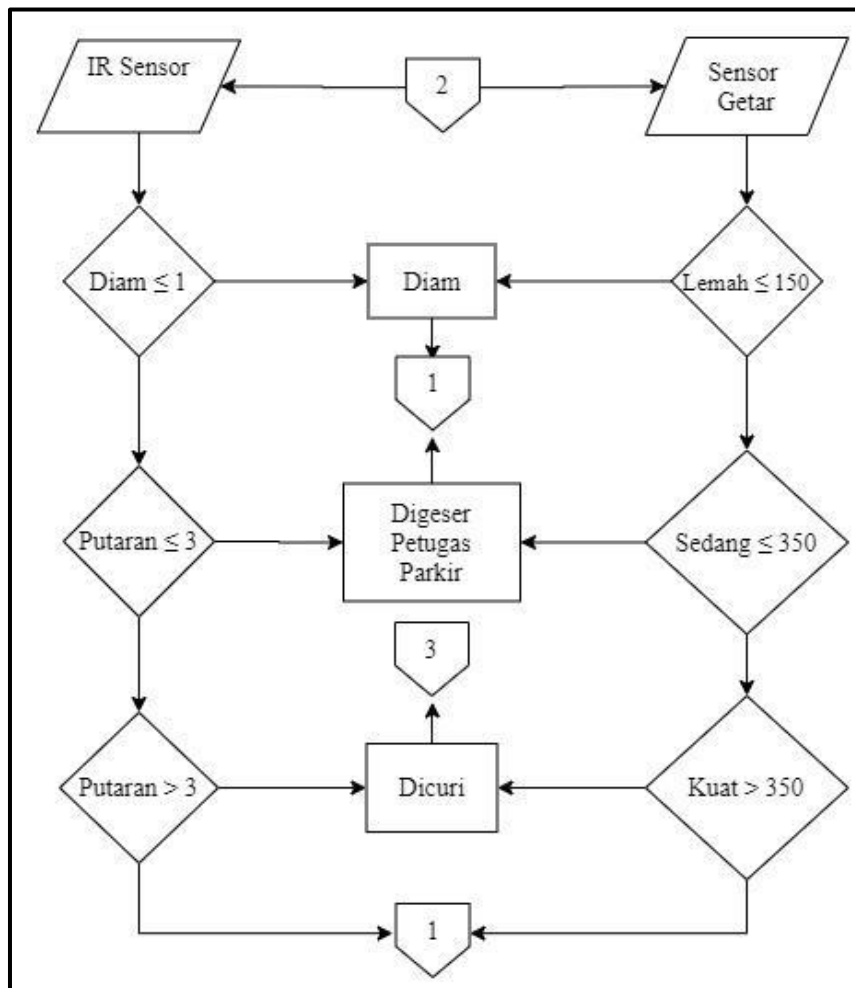 IR Sensor
2
Sensor
Getar
Diam ≤ 1
Diam
Lemah ≤ 150
1
Putaran ≤ 3
Digeser
Petugas
Parkir
Sedang ≤ 350
3
Putaran > 3
Dicuri
Kuat > 350
1